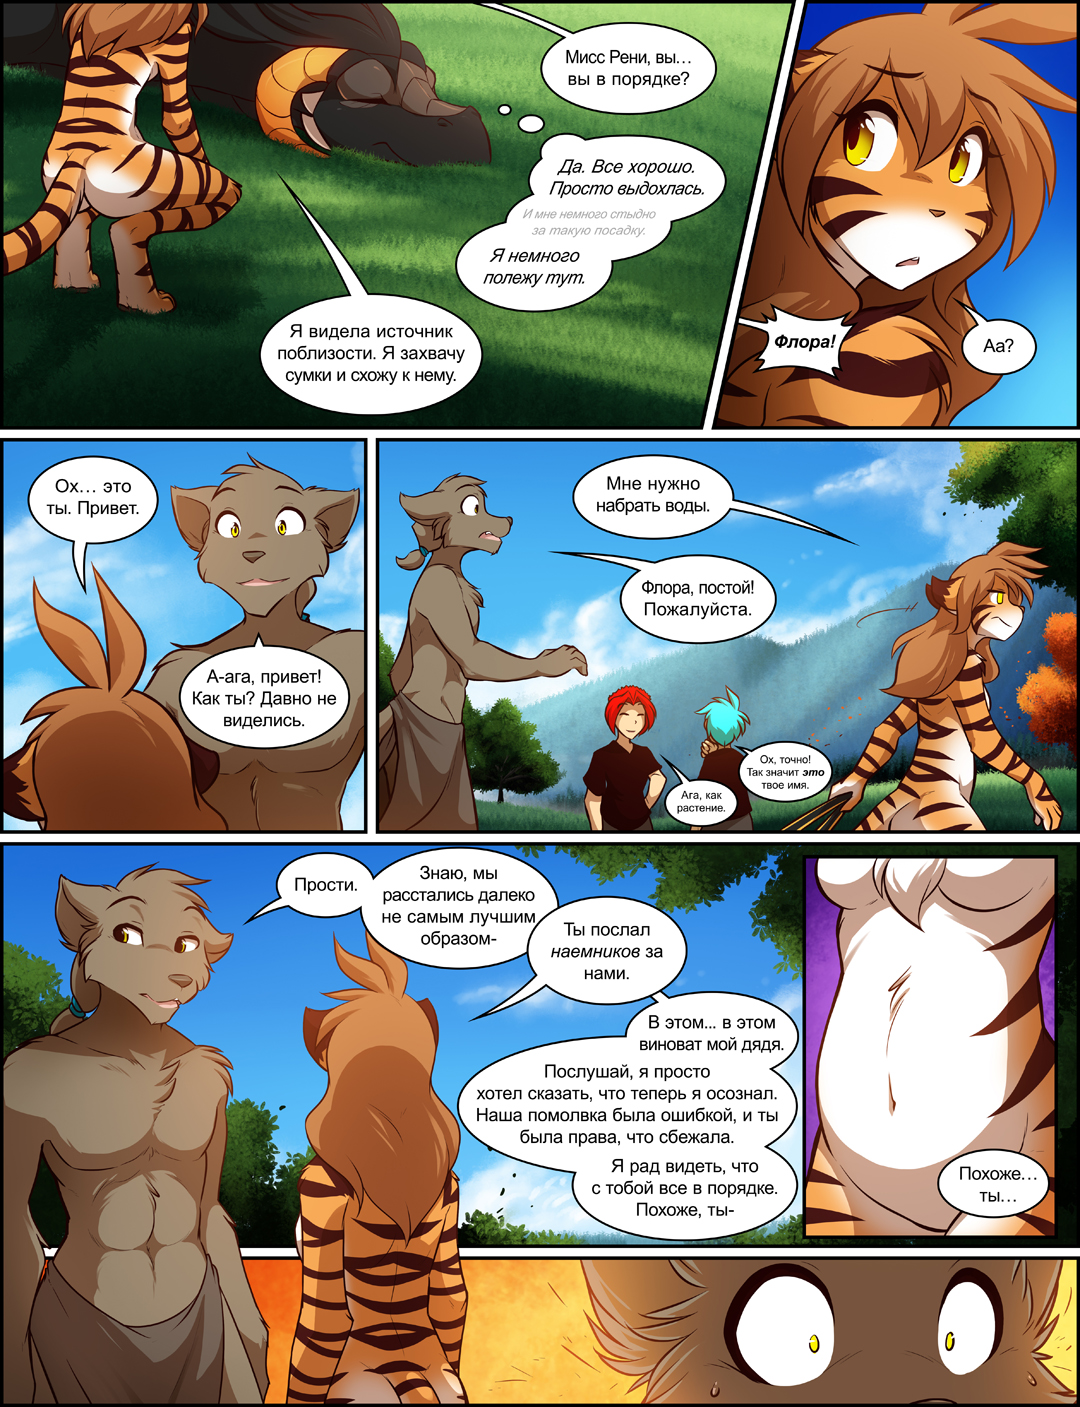 Мисс Рени, вы...
вы в порядке?
Да. Все хорошо.
Просто выдохлась.
И мне немного стыдно
за такую посадку.
Я немного
полежу тут.
Я видела источник
поблизости. Я захвачу
сумки и схожу к нему.
Флора!
Аа?
Ох... это
ты. Привет.
А-ага, привет!
Как ты? Давно не
виделись.
Мне нужно
набрать воды.
Флора, постой!
Пожалуйста.
Ага, как
растение.
Ох, точно!
Так значит это
твое имя.
Прости.
Знаю, мы
расстались далеко
не самым лучшим
образом-
Ты послал
наемников за
нами.
В этом... в этом
виноват мой дядя.
Послушай, я просто
хотел сказать, что теперь я осознал.
Наша помолвка была ошибкой, и ты
была права, что сбежала.
Я рад видеть, что
с тобой все в порядке.
Похоже, ты-
Похоже...
ты...